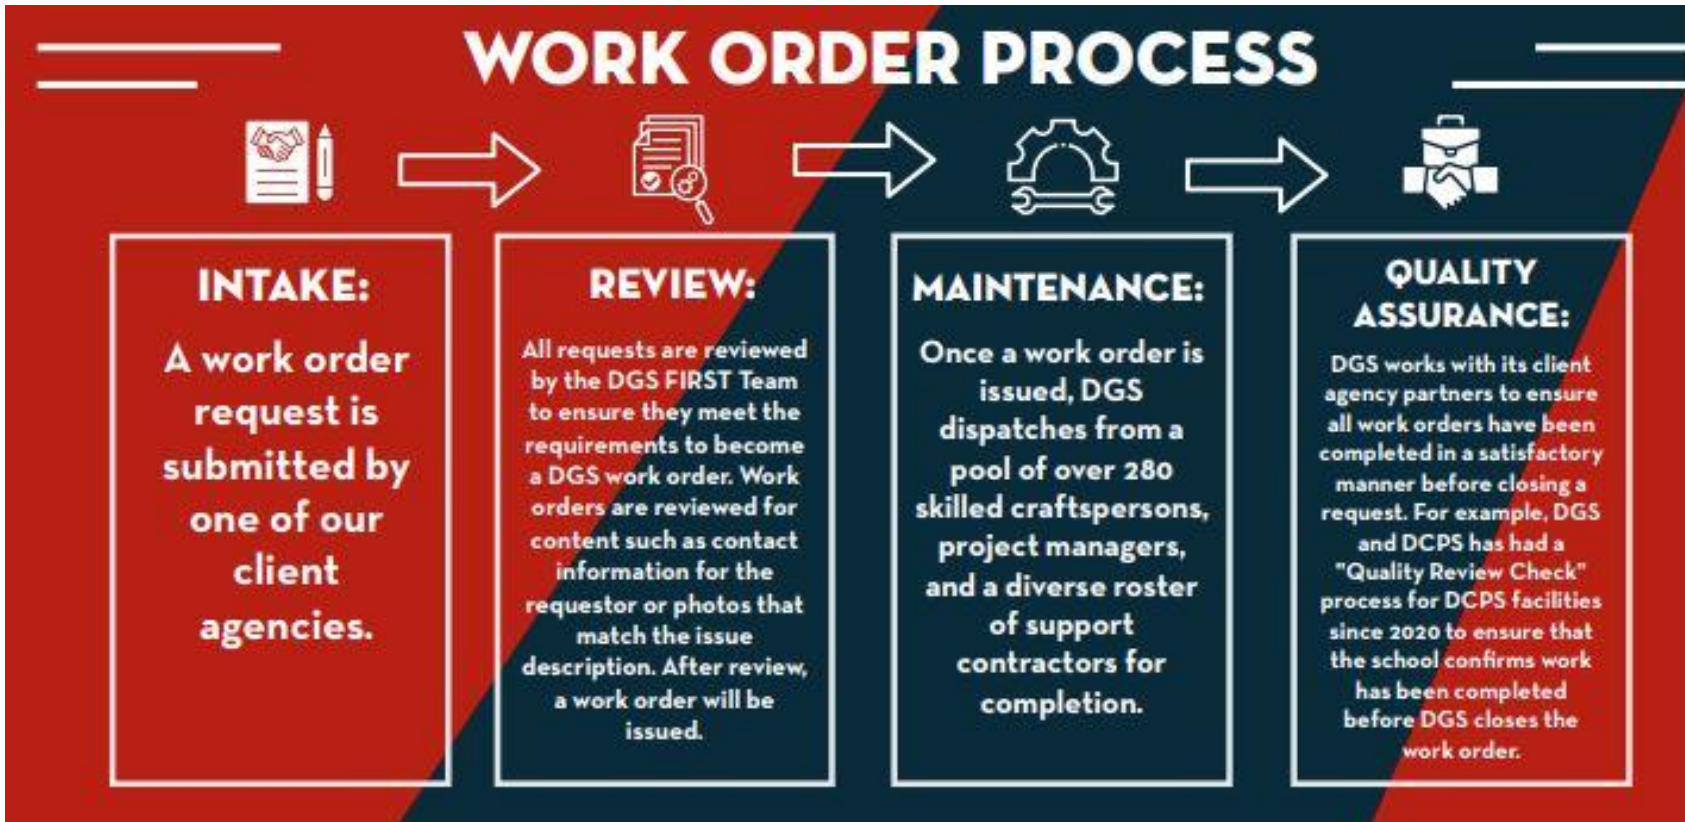 WORK ORDER PROCESS
INTAKE:
A work order
request is
submitted by
one of our
client
agencies.
REVIEW:
All requests are reviewed
by the DGS FIRST Team
to ensure they meet the
requirements to become
a DGS work order. Work
orders are reviewed for
content such as contact
information for the
requestor or photos that
match the issue
description. After review,
a work order will be
issued.
MAINTENANCE:
Once a work order is
issued, DGS
dispatches from a
pool of over 280
skilled craftspersons,
project managers,
and a diverse roster
of support
contractors for
completion.
QUALITY
ASSURANCE:
DGS works with its client
agency partners to ensure
all work orders have been
completed in a satisfactory
manner before closing a
request. For example, DGS
and DCPS has had a
"Quality Review Check"
process for DCPS facilities
since 2020 to ensure that
the school confirms work
has been completed
before DGS closes the
work order.